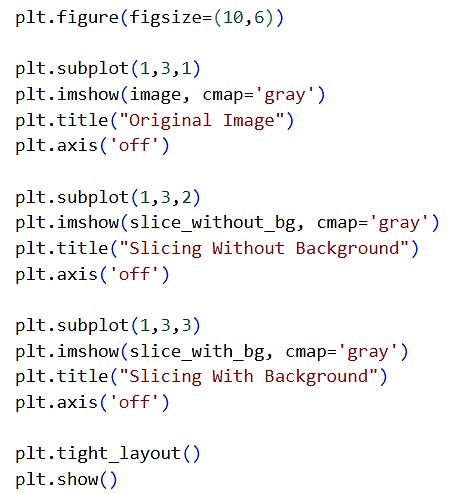 plt.figure(figsize=(10,6))
plt.subplot(1,3,1)
plt.imshow(image, cmap='gray')
plt.title("Original Image")
plt.axis('off')
plt.subplot(1,3,2)
plt.imshow(slice_without_bg, cmap='gray')
plt.title("Slicing Without Background")
plt.axis('off')
plt.subplot(1,3,3)
plt.imshow(slice_with_bg, cmap='gray')
plt.title("Slicing With Background")
plt.axis('off')
plt.tight_layout()
plt.show()